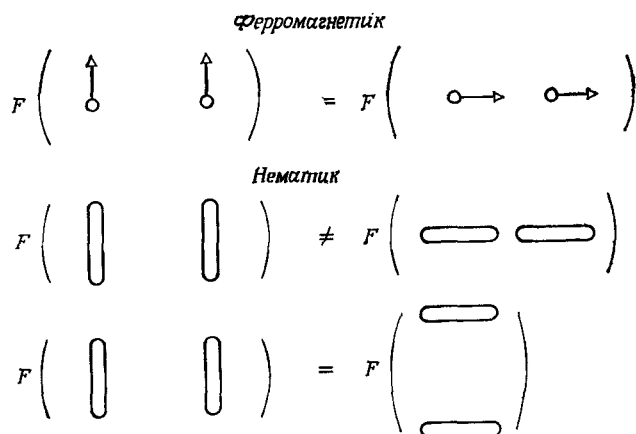 Ферромагнетик
F ( ) = F ( )
Нематик
F ( ) ≠ F ( )
F ( ) = F ( )